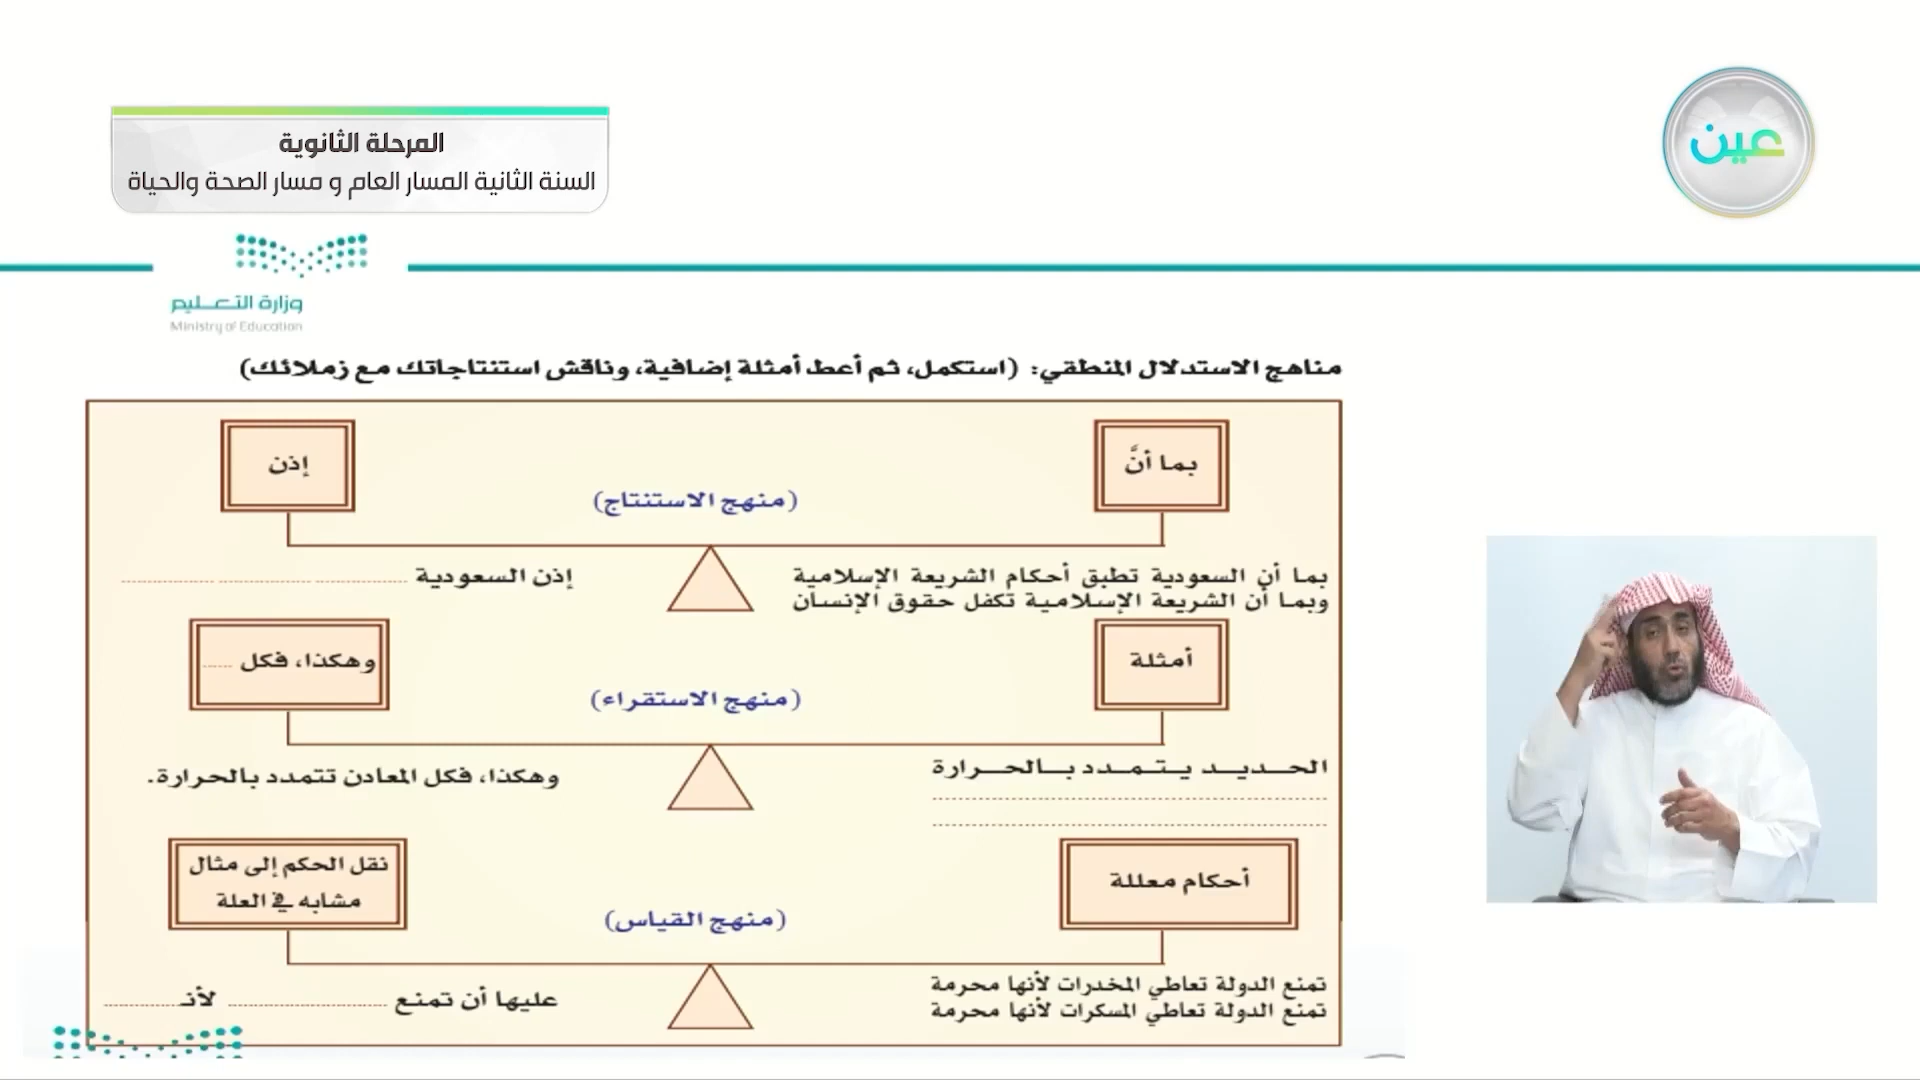 المرحلة الثانوية
السنة الثانية المسار العام و مسار الصحة والحياة
عين
وزارة التعليم
Ministry of Education
مناهج الاستدلال المنطقي: (استكمل، ثم أعط أمثلة إضافية، وناقش استنتاجاتك مع زملائك)
بما أنَّ
إذن
(منهج الاستنتاج)
بما أن السعودية تطبق أحكام الشريعة الإسلامية
وبما أن الشريعة الإسلامية تكفل حقوق الإنسان
إذن السعودية ........................
أمثلة
وهكذا، فكل ......
(منهج الاستقراء)
الحديد يتمدد بالحرارة
وهكذا، فكل المعادن تتمدد بالحرارة.
أحكام معللة
نقل الحكم إلى مثال
مشابه في العلة
(منهج القياس)
تمنع الدولة تعاطي المخدرات لأنها محرمة
تمنع الدولة تعاطي المسكرات لأنها محرمة
عليها أن تمنع ........................ لأنـ............